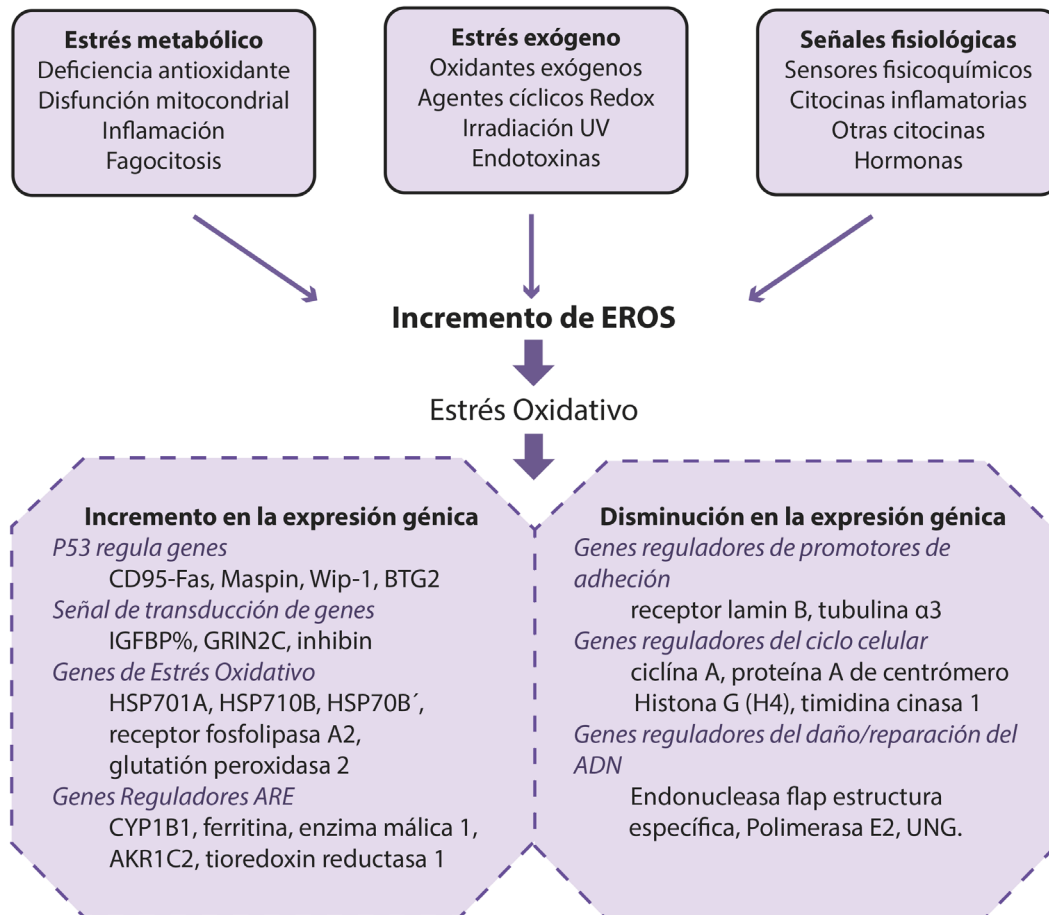 Estrés metabólico
Deficiencia antioxidante
Disfunción mitocondrial
Inflamación
Fagocitosis
Estrés exógeno
Oxidantes exógenos
Agentes cíclicos Redox
Irradiación UV
Endotoxinas
Señales fisiológicas
Sensores fisicoquímicos
Citocinas inflamatorias
Otras citocinas
Hormonas
Incremento de EROS
Estrés Oxidativo
Incremento en la expresión génica
P53 regula genes
CD95-Fas, Maspin, Wip-1, BTG2
Señal de transducción de genes
IGFBP%, GRIN2C, inhibin
Genes de Estrés Oxidativo
HSP701A, HSP710B, HSP70B´,
receptor fosfolipasa A2,
glutatión peroxidasa 2
Genes Reguladores ARE
CYP1B1, ferritina, enzima málica 1,
AKR1C2, tioredoxin reductasa 1
Disminución en la expresión génica
Genes reguladores de promotores de
adheción
receptor lamin B, tubulina α3
Genes reguladores del ciclo celular
ciclína A, proteína A de centrómero
Histona G (H4), timidina cinasa 1
Genes reguladores del daño/reparación del
ADN
Endonucleasa flap estructura
específica, Polimerasa E2, UNG.